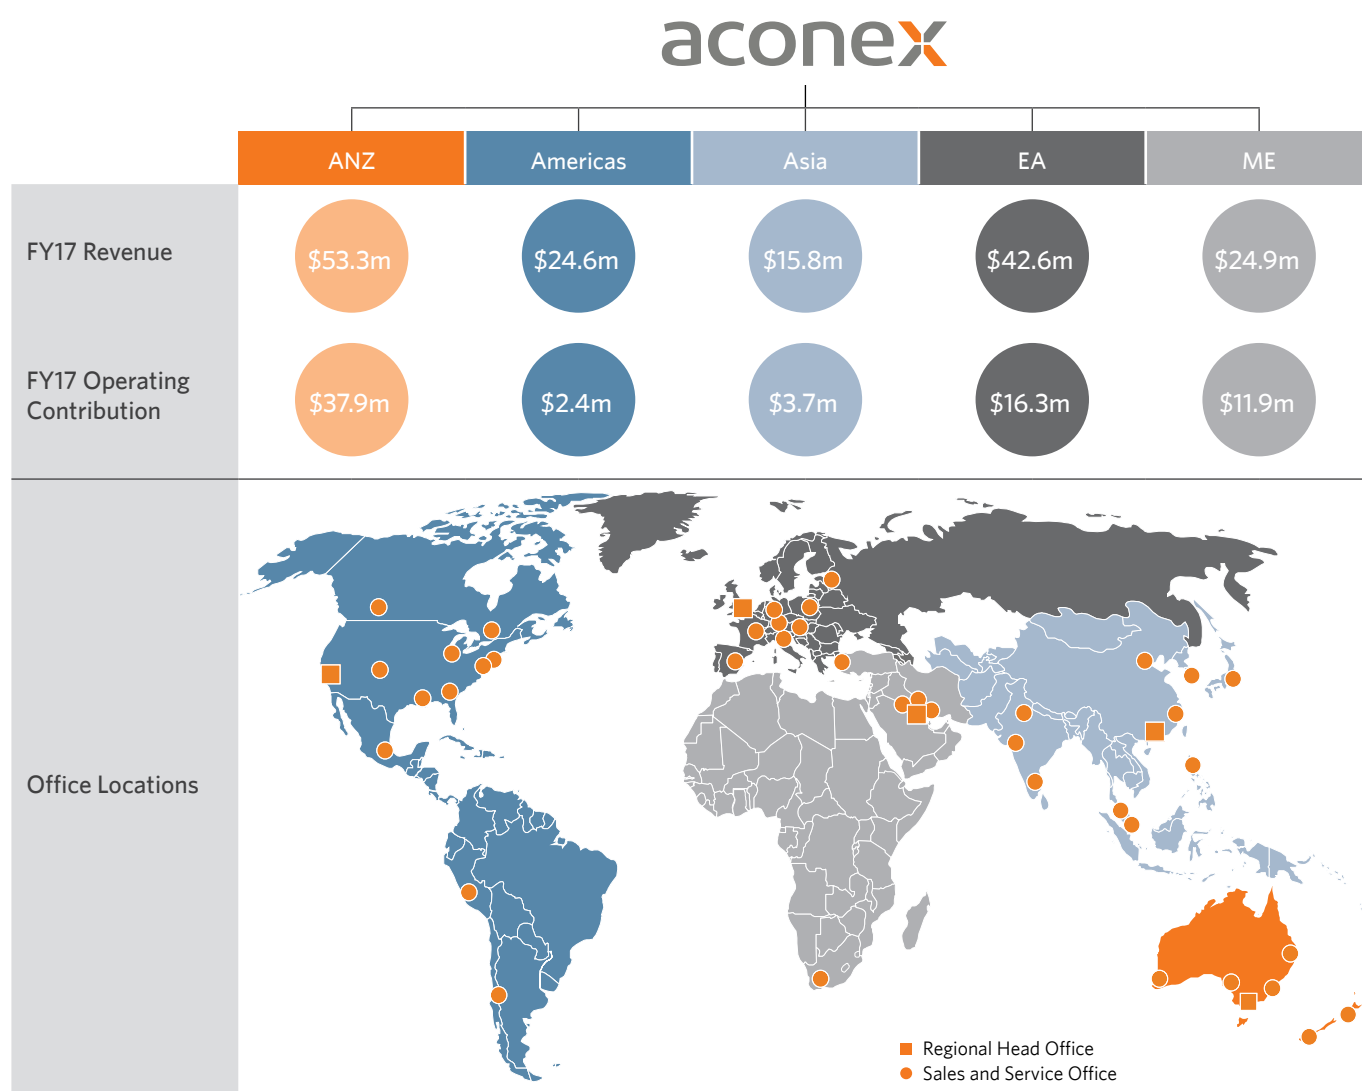 aconex
ANZ Americas Asia EA ME
FY17 Revenue $53.3m $24.6m $15.8m $42.6m $24.9m
FY17 Operating
Contribution $37.9m $2.4m $3.7m $16.3m $11.9m
Office Locations
Regional Head Office
Sales and Service Office